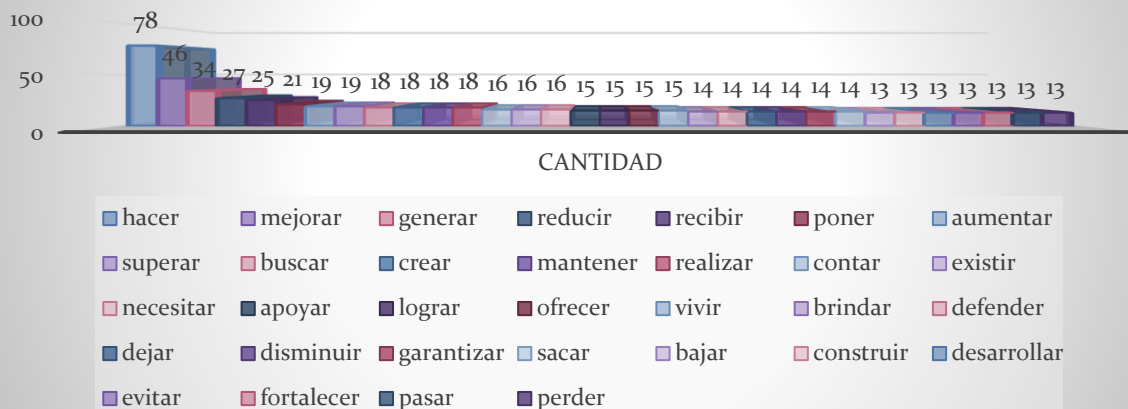 100
50
0
78 46 34 27 25 21 19 19 18 18 18 18 16 16 16 15 15 15 15 14 14 14 14 14 14 13 13 13 13 13 13 13
CANTIDAD
hacer mejorar generar reducir recibir poner aumentar
superar buscar crear mantener realizar contar existir
necesitar apoyar lograr ofrecer vivir brindar defender
dejar disminuir garantizar sacar bajar construir desarrollar
evitar fortalecer pasar perder